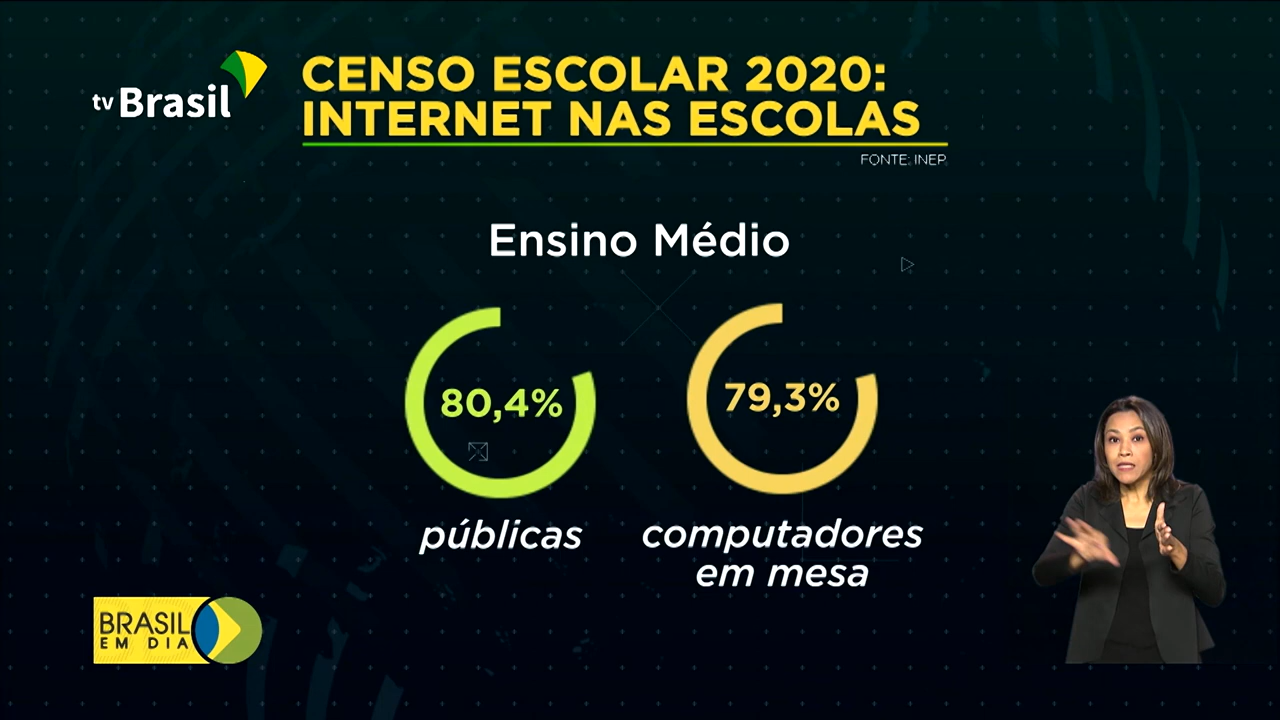 tv Brasil
CENSO ESCOLAR 2020:
INTERNET NAS ESCOLAS
FONTE: INEP
Ensino Médio
80,4%
79,3%
públicas
computadores
em mesa
BRASIL
EM DIA